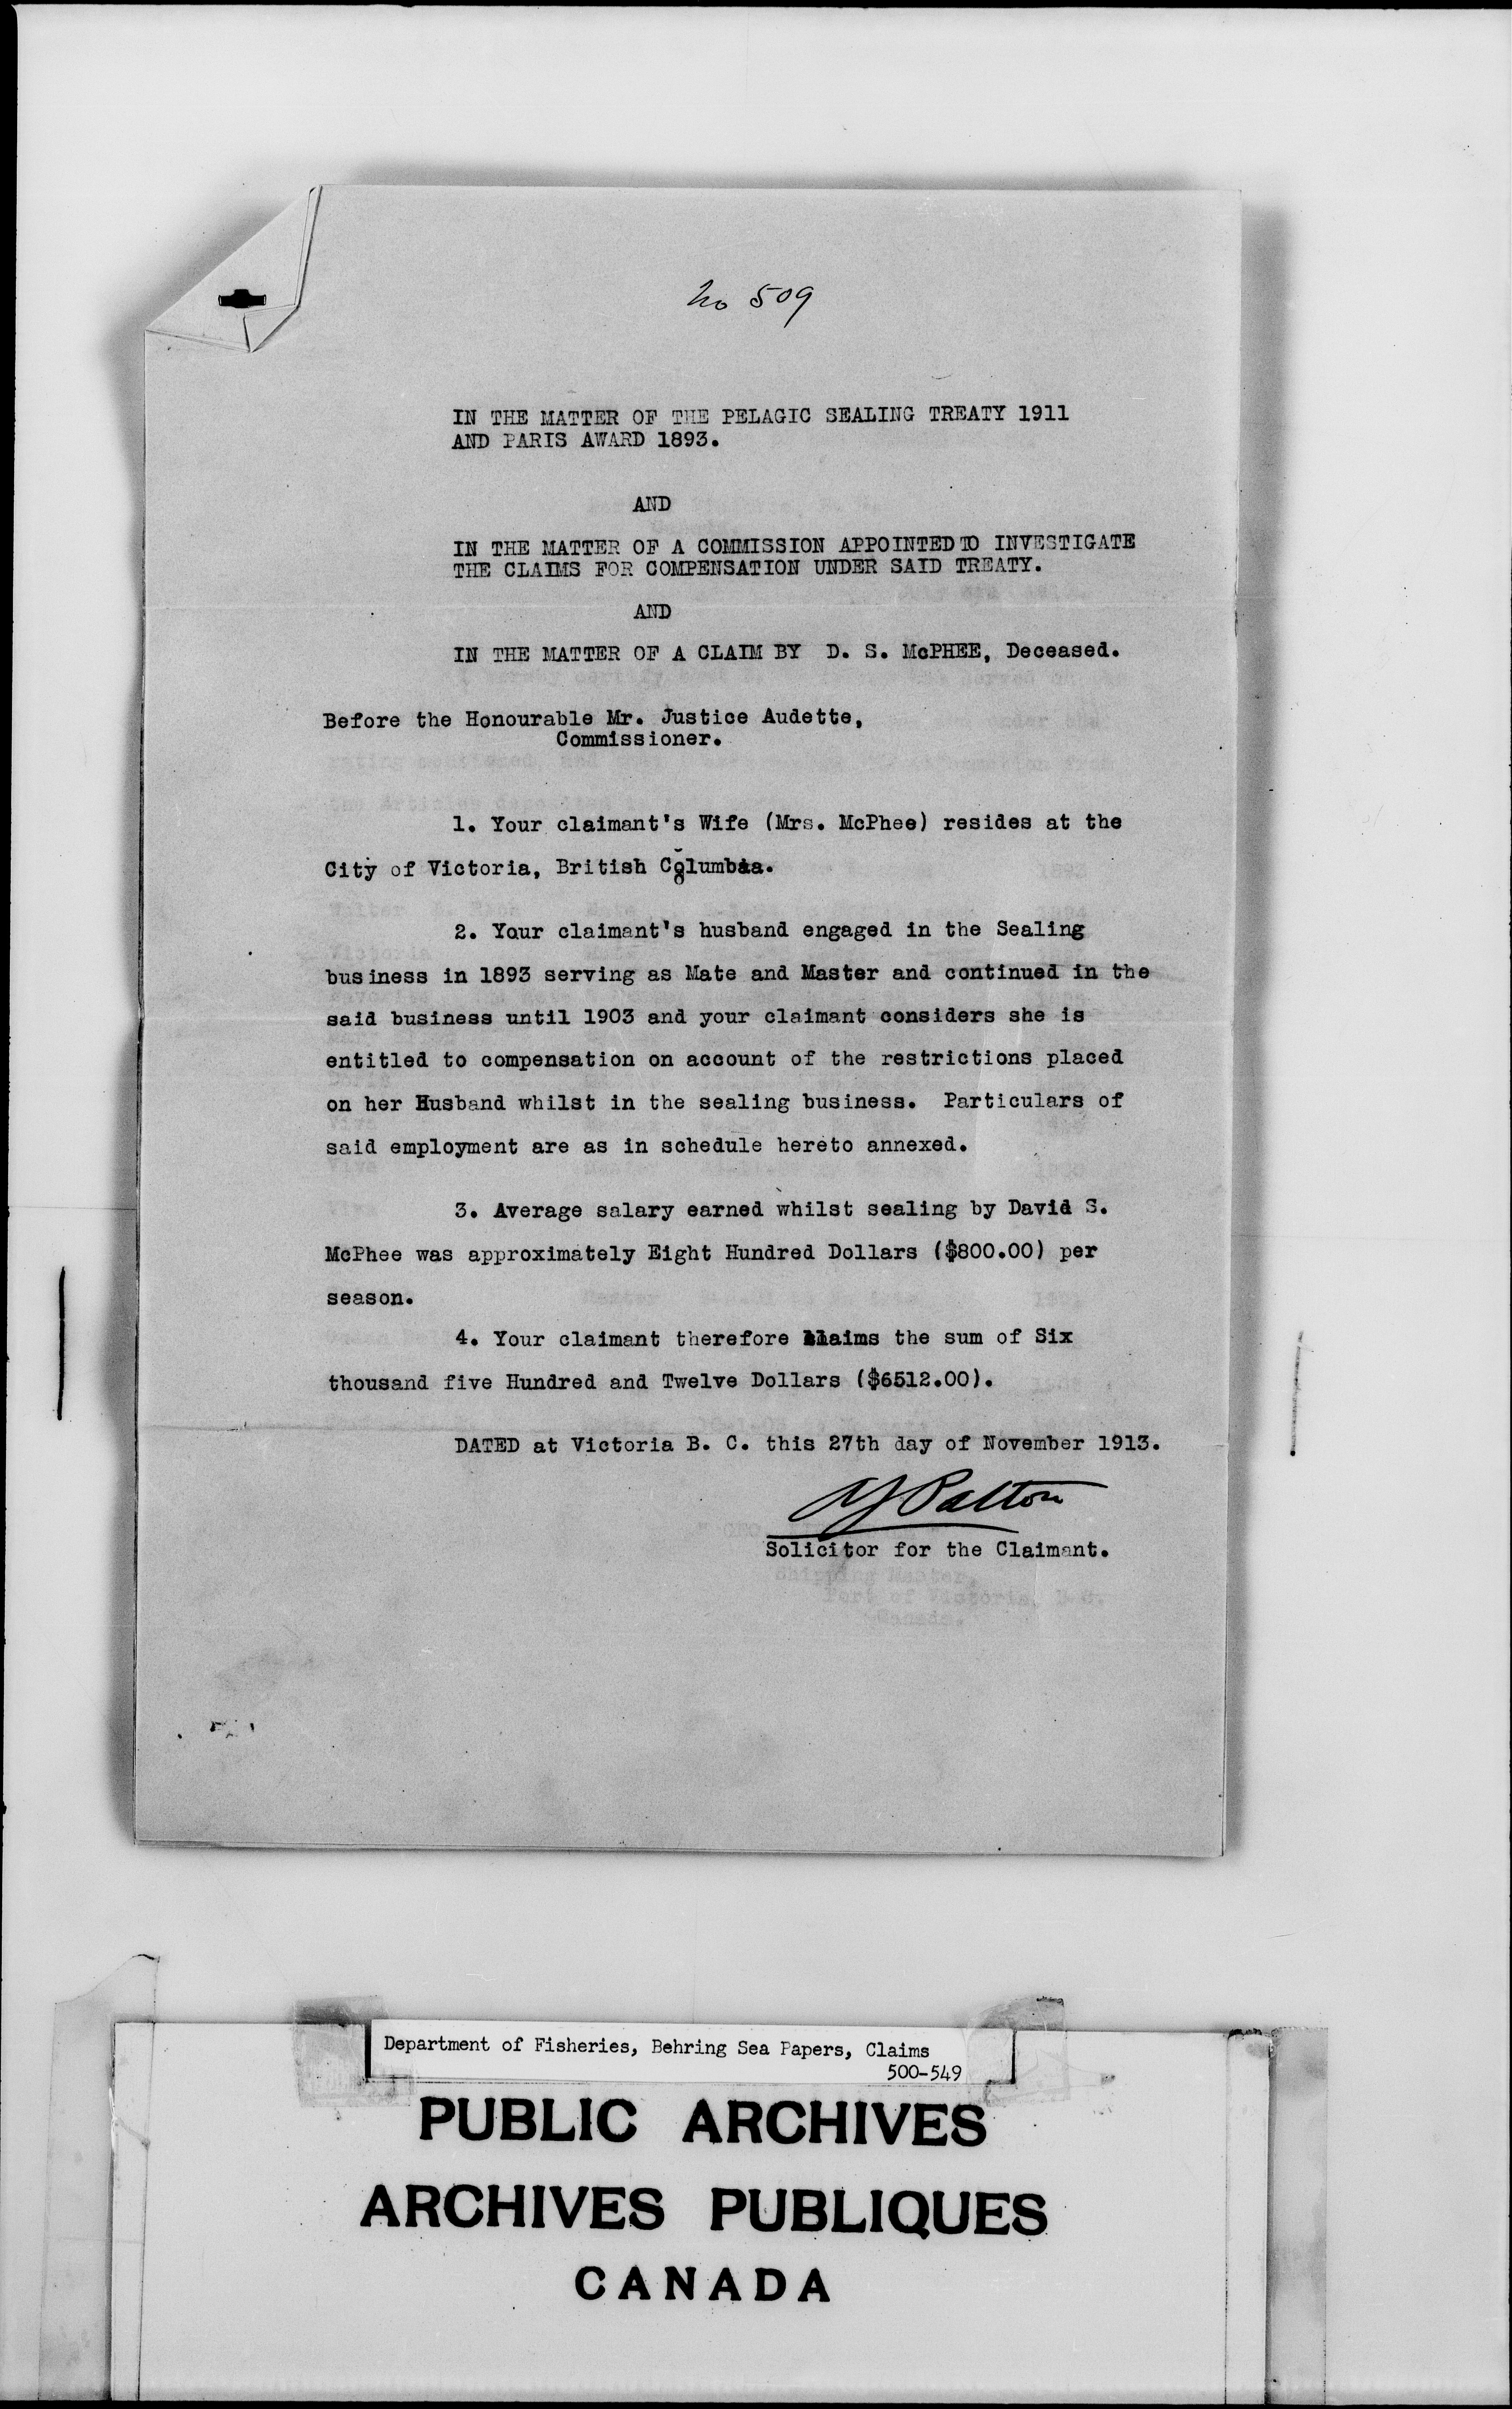 No 509
IN THE MATTER OF THE PELAGIC SEALING TREATY 1911
AND PARIS AWARD 1893.
AND
IN THE MATTER OF A COMMISSION APPOINTED TO INVESTIGATE
THE CLAIMS FOR COMPENSATION UNDER SAID TREATY.
AND
IN THE MATTER OF A CLAIM BY D. S. McPHEE, Deceased.
Before the Honourable Mr. Justice Audette,
Commissioner.
1. Your claimant's Wife (Mrs. McPhee) resides at the
City of Victoria, British Columbia.
2. Your claimant's husband engaged in the Sealing
business in 1893 serving as Mate and Master and continued in the
said business until 1903 and your claimant considers she is
entitled to compensation on account of the restrictions placed
on her Husband whilst in the sealing business. Particulars of
said employment are as in schedule hereto annexed.
3. Average salary earned whilst sealing by David S.
McPhee was approximately Eight Hundred Dollars ($800.00) per
season.
4. Your claimant therefore claims the sum of Six
thousand five Hundred and Twelve Dollars ($6512.00).
DATED at Victoria B. C. this 27th day of November 1913.
Solicitor for the Claimant.
Shipping Master,
Port of Victoria, B.C.
Canada.
Department of Fisheries, Behring Sea Papers, Claims
500-549
PUBLIC ARCHIVES
ARCHIVES PUBLIQUES
CANADA